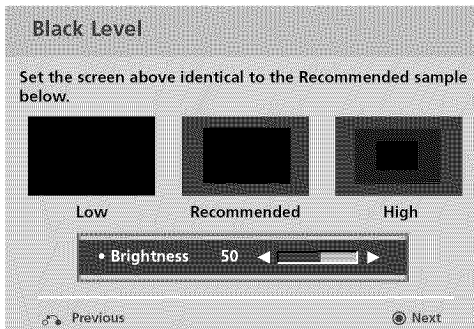 Black Level
Set the screen above identical to the Recommended sample
below.
Low Recommended High
• Brightness 50
Previous Next